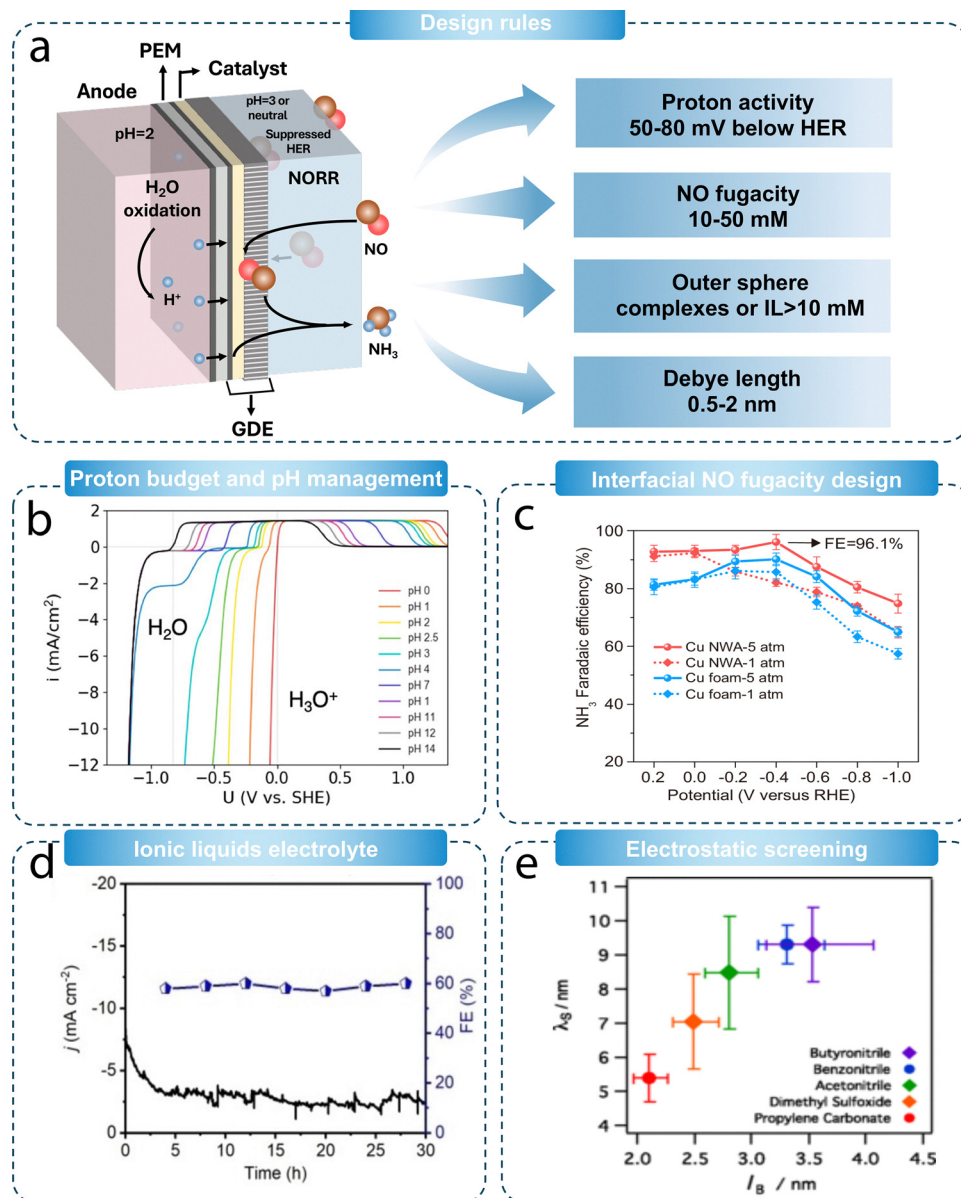 Design rules
a
PEM
Catalyst
Anode
pH=2
pH=3 or
neutral
Suppressed
HER
NORR
H₂O
oxidation
H⁺
NO
NH₃
GDE
Proton activity
50-80 mV below HER
NO fugacity
10-50 mM
Outer sphere
complexes or IL>10 mM
Debye length
0.5-2 nm
Proton budget and pH management
b
2
0
−2
−4
−6
−8
−10
−12
i (mA/cm²)
H₂O
H₃O⁺
pH 0
pH 1
pH 2
pH 2.5
pH 3
pH 4
pH 7
pH 1
pH 11
pH 12
pH 14
−1.0 −0.5 0.0 0.5 1.0
U (V vs. SHE)
Interfacial NO fugacity design
c
100
80
60
40
20
NH₃ Faradaic efficiency (%)
FE=96.1%
Cu NWA-5 atm
Cu NWA-1 atm
Cu foam-5 atm
Cu foam-1 atm
0.2 0.0 -0.2 -0.4 -0.6 -0.8 -1.0
Potential (V versus RHE)
Ionic liquids electrolyte
d
-20
-15
-10
-5
0
j (mA cm⁻²)
100
80
60
40
20
0
FE (%)
0 5 10 15 20 25 30
Time (h)
Electrostatic screening
e
11
10
9
8
7
6
5
4
λS / nm
Butyronitrile
Benzonitrile
Acetonitrile
Dimethyl Sulfoxide
Propylene Carbonate
2.0 2.5 3.0 3.5 4.0 4.5
lB / nm